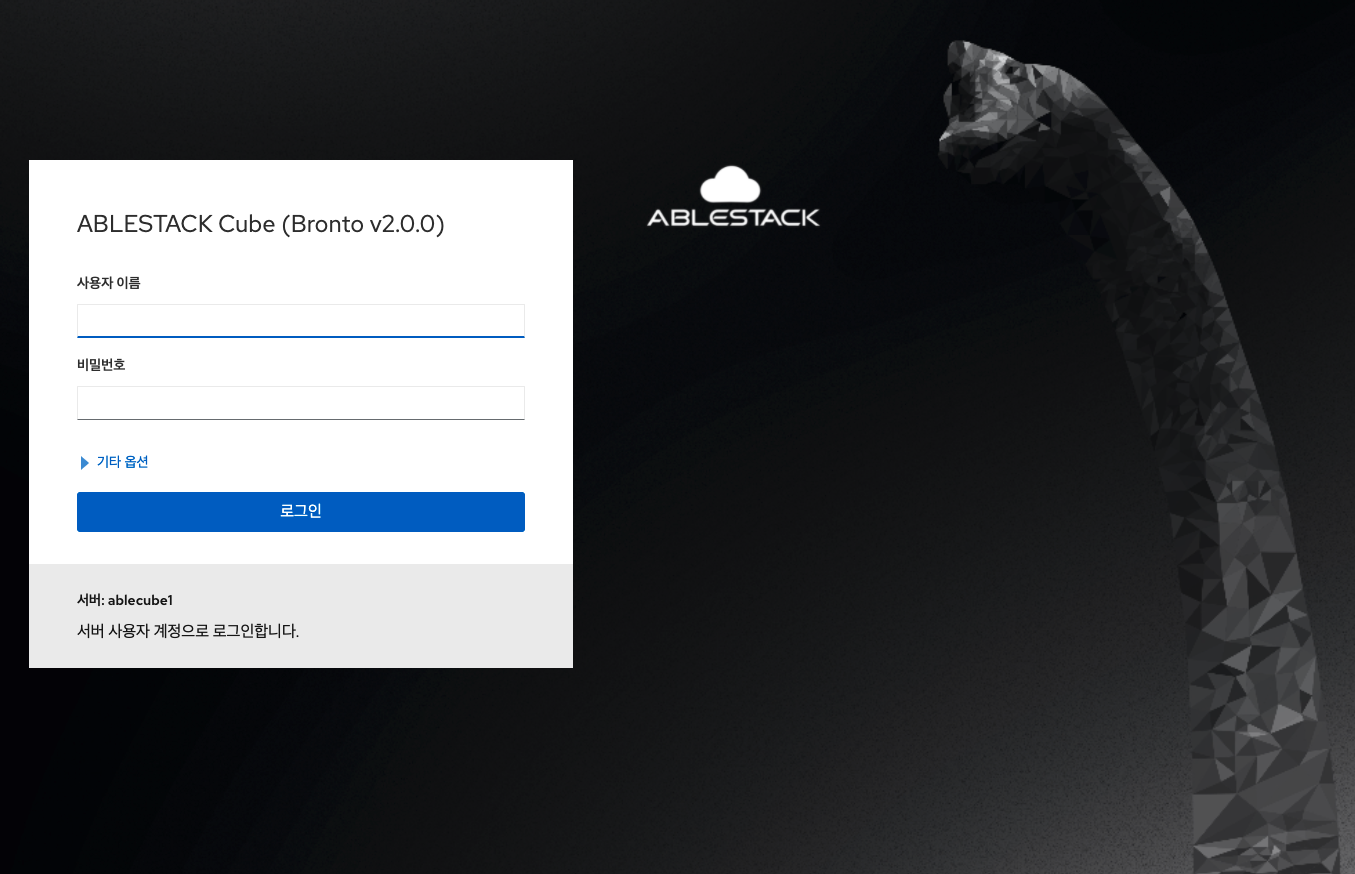 ABLESTACK Cube (Bronto v2.0.0)
사용자 이름
비밀번호
기타 옵션
로그인
서버: ablecube1
서버 사용자 계정으로 로그인합니다.
ABLESTACK